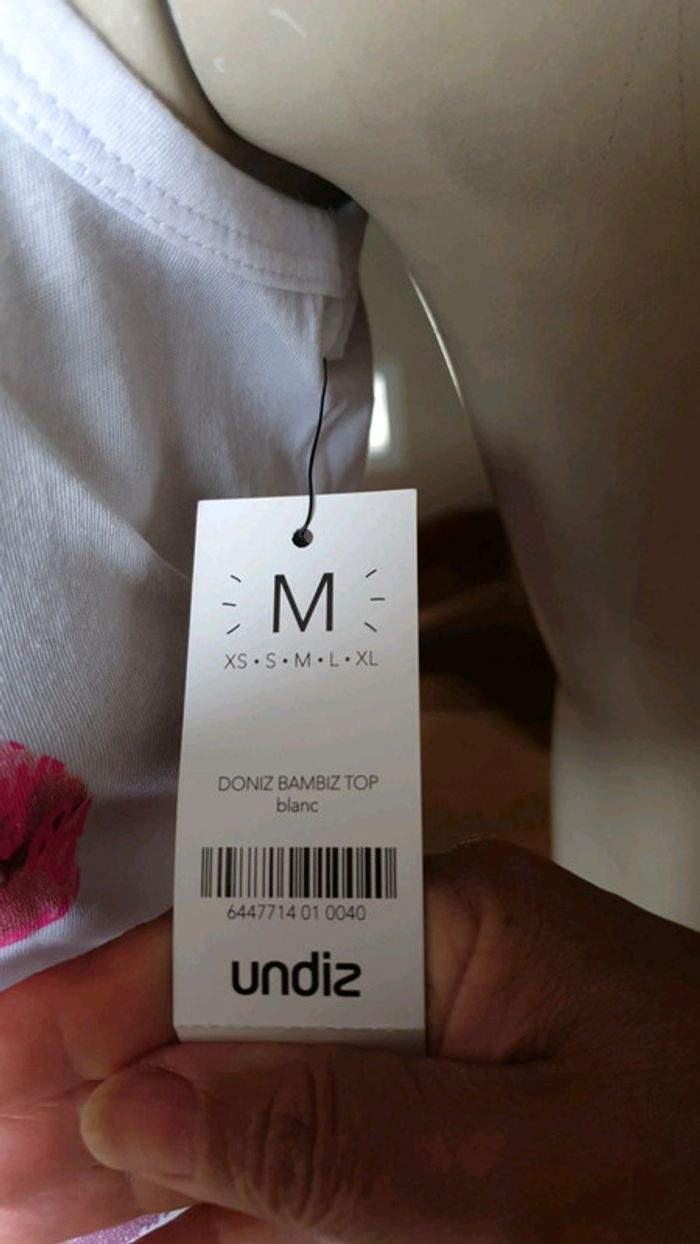 M
XS • S • M • L • XL
DONIZ BAMBIZ TOP
blanc
6447714 01 0040
undiz